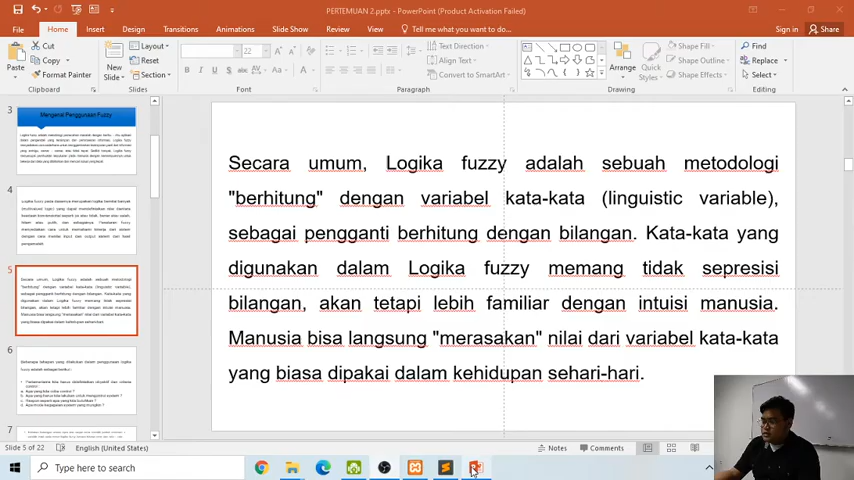 PERTEMUAN 2.pptx - PowerPoint (Product Activation Failed)
File Home Insert Design Transitions Animations Slide Show Review View Tell me what you want to do... Sign in Share
Cut
Copy
Format Painter
Paste
Clipboard
New Slide
Layout
Reset
Section
Slides
Font
Text Direction
Align Text
Convert to SmartArt
Paragraph
Arrange
Quick Styles
Shape Fill
Shape Outline
Shape Effects
Drawing
Find
Replace
Select
Editing
3
Mengenal Penggunaan Fuzzy
4
5
6
7
Secara umum, Logika fuzzy adalah sebuah metodologi
"berhitung" dengan variabel kata-kata (linguistic variable),
sebagai pengganti berhitung dengan bilangan. Kata-kata yang
digunakan dalam Logika fuzzy memang tidak sepresisi
bilangan, akan tetapi lebih familiar dengan intuisi manusia.
Manusia bisa langsung "merasakan" nilai dari variabel kata-kata
yang biasa dipakai dalam kehidupan sehari-hari.
Slide 5 of 22 English (United States) Notes Comments
Type here to search